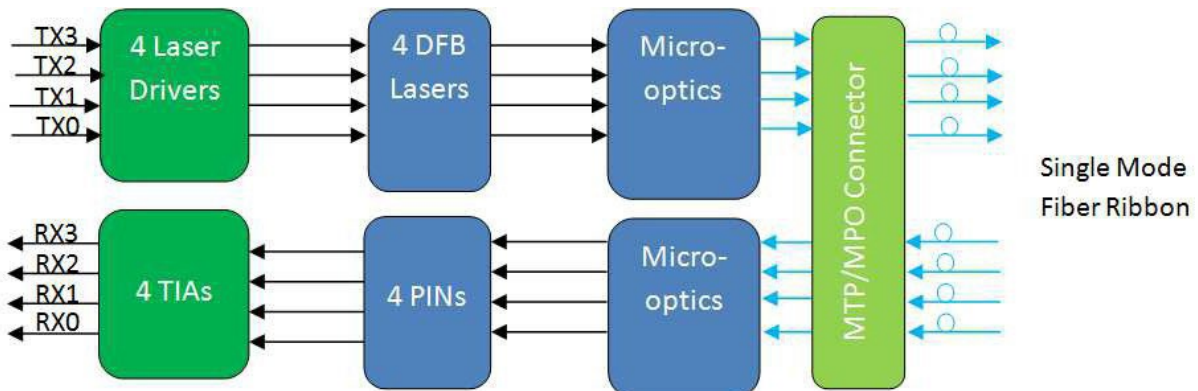 TX3
TX2
TX1
TX0
4 Laser
Drivers
4 DFB
Lasers
Micro-
optics
MTP/MPO Connector
Single Mode
Fiber Ribbon
RX3
RX2
RX1
RX0
4 TIAs
4 PINs
Micro-
optics